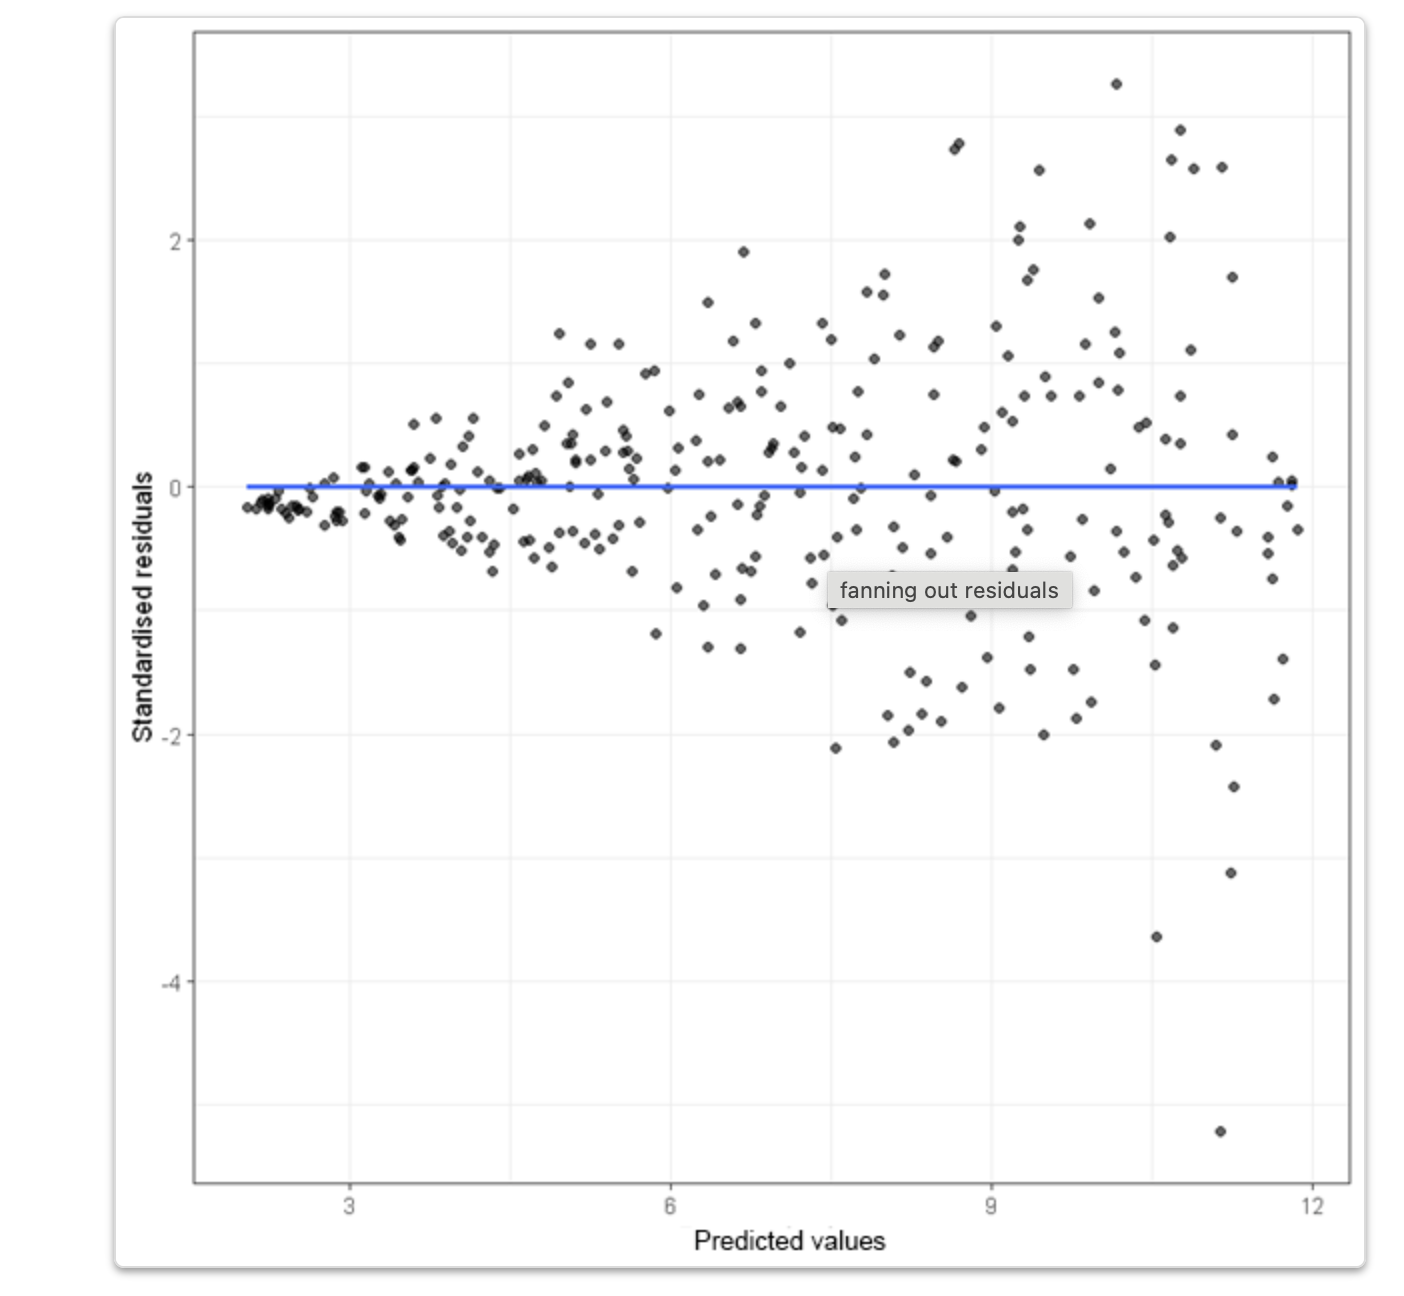 Standardised residuals
2
0
-2
-4
fanning out residuals
3
6
9
12
Predicted values